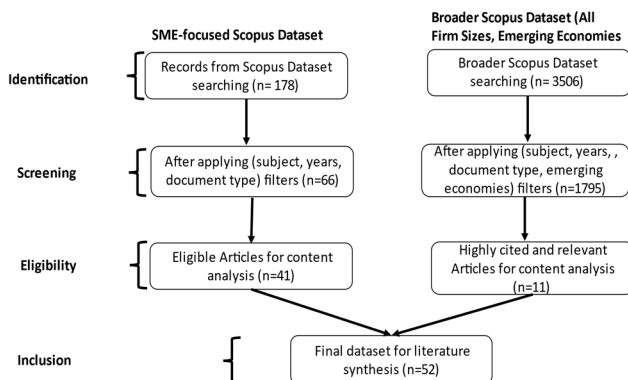 SME-focused Scopus Dataset
Broader Scopus Dataset (All
Firm Sizes, Emerging Economies
Identification
Records from Scopus Dataset
searching (n= 178)
Broader Scopus Dataset
searching (n= 3506)
Screening
After applying (subject, years,
document type) filters (n=66)
After applying (subject, years, ,
document type, emerging
economies) filters (n=1795)
Eligibility
Eligible Articles for content
analysis (n=41)
Highly cited and relevant
Articles for content analysis
(n=11)
Inclusion
Final dataset for literature
synthesis (n=52)